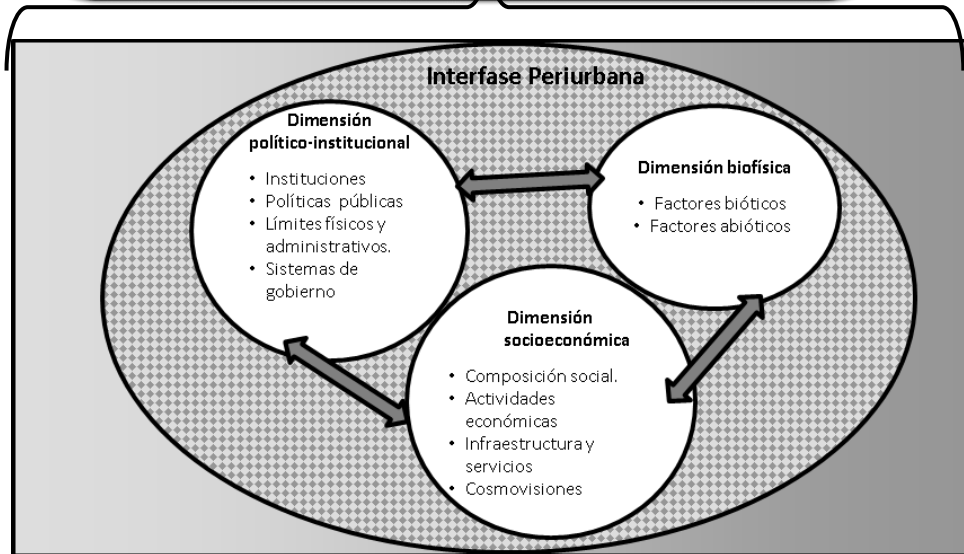 Interfase Periurbana
Dimensión
político-institucional
• Instituciones
• Políticas públicas
• Límites físicos y
administrativos.
• Sistemas de
gobierno
Dimensión biofísica
• Factores bióticos
• Factores abióticos
Dimensión
socioeconómica
• Composición social.
• Actividades
económicas
• Infraestructura y
servicios
• Cosmovisiones